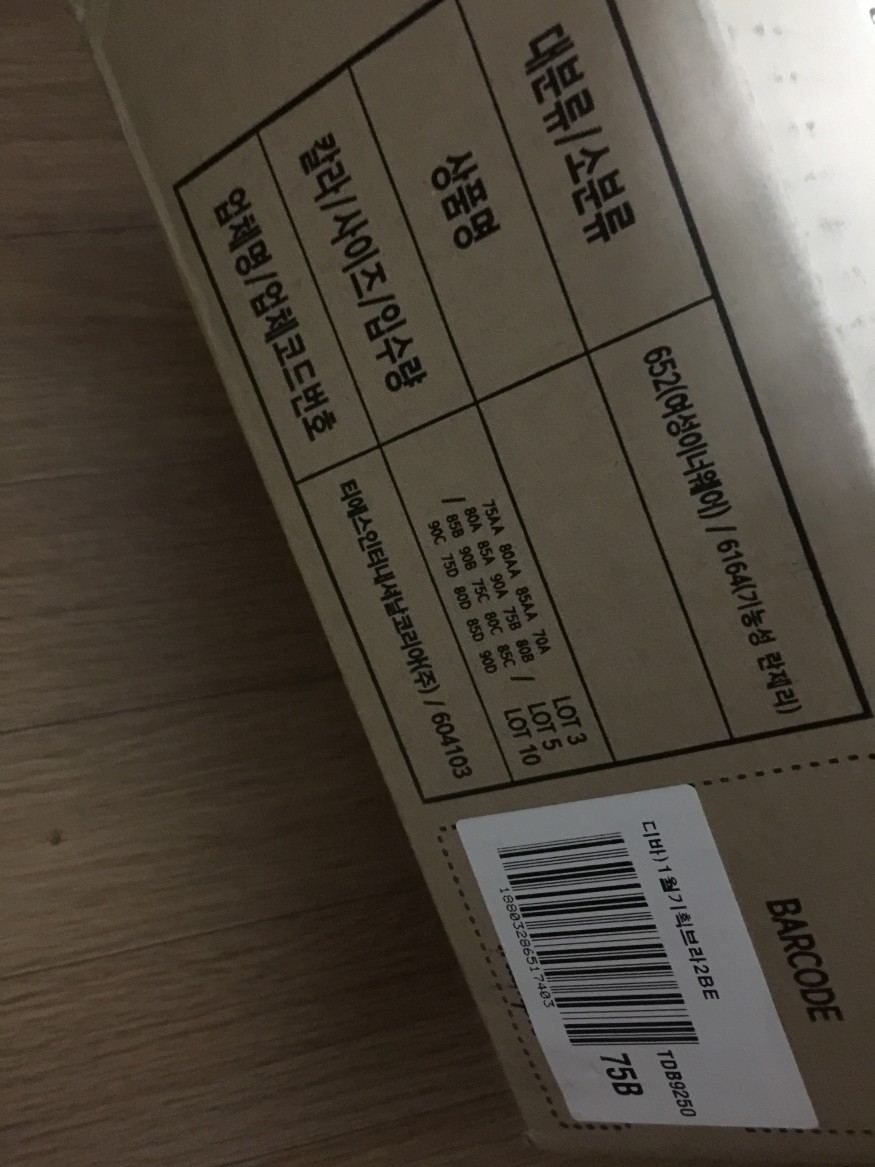 대분류/소분류
652(여성이너웨어) / 6164(기능성 란제리)
상품명
칼라/사이즈/입수량
/
75AA 80AA 85AA 70A
80A 85A 90A 75B 80B
85B 90B 75C 80C 85C
90C 75D 80D 85D 90D
/
LOT 3
LOT 5
LOT 10
업체명/업체코드번호
티에스인터내셔날코리아(주) / 604103
BARCODE
디바)1월기획브라2BE
TDB9250
18803286517403
75B